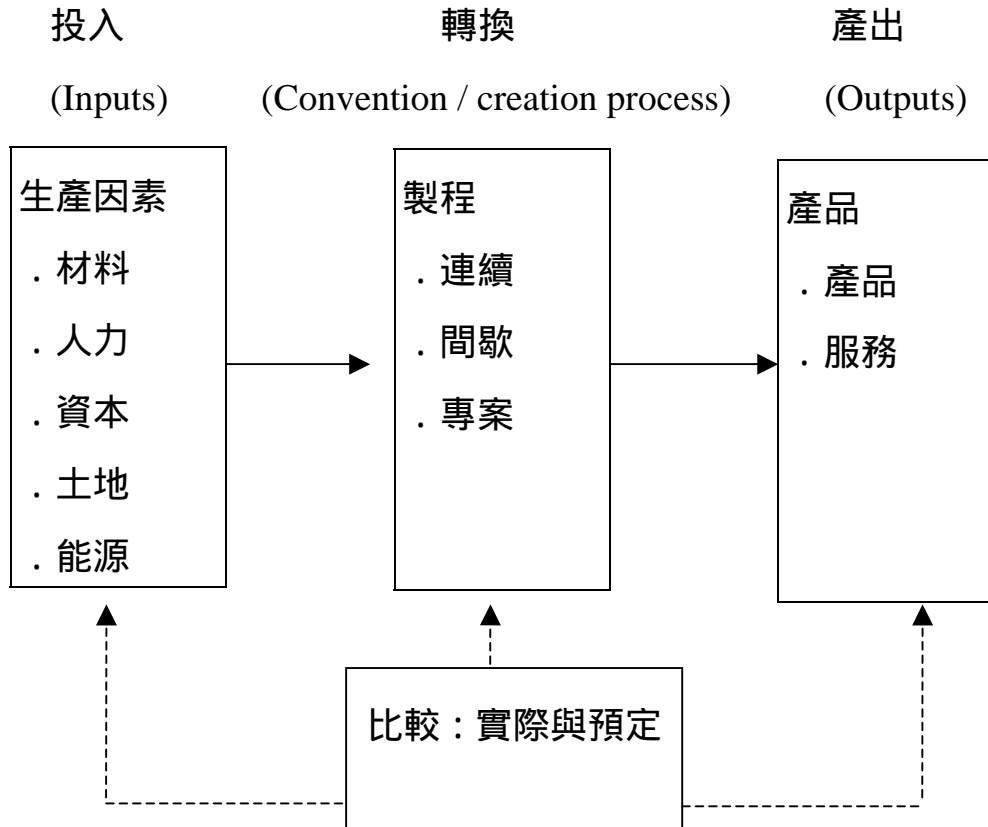 投入
轉換
產出
(Inputs)
(Convention / creation process)
(Outputs)
生產因素
．材料
．人力
．資本
．土地
．能源
製程
．連續
．間歇
．專案
產品
．產品
．服務
比較：實際與預定